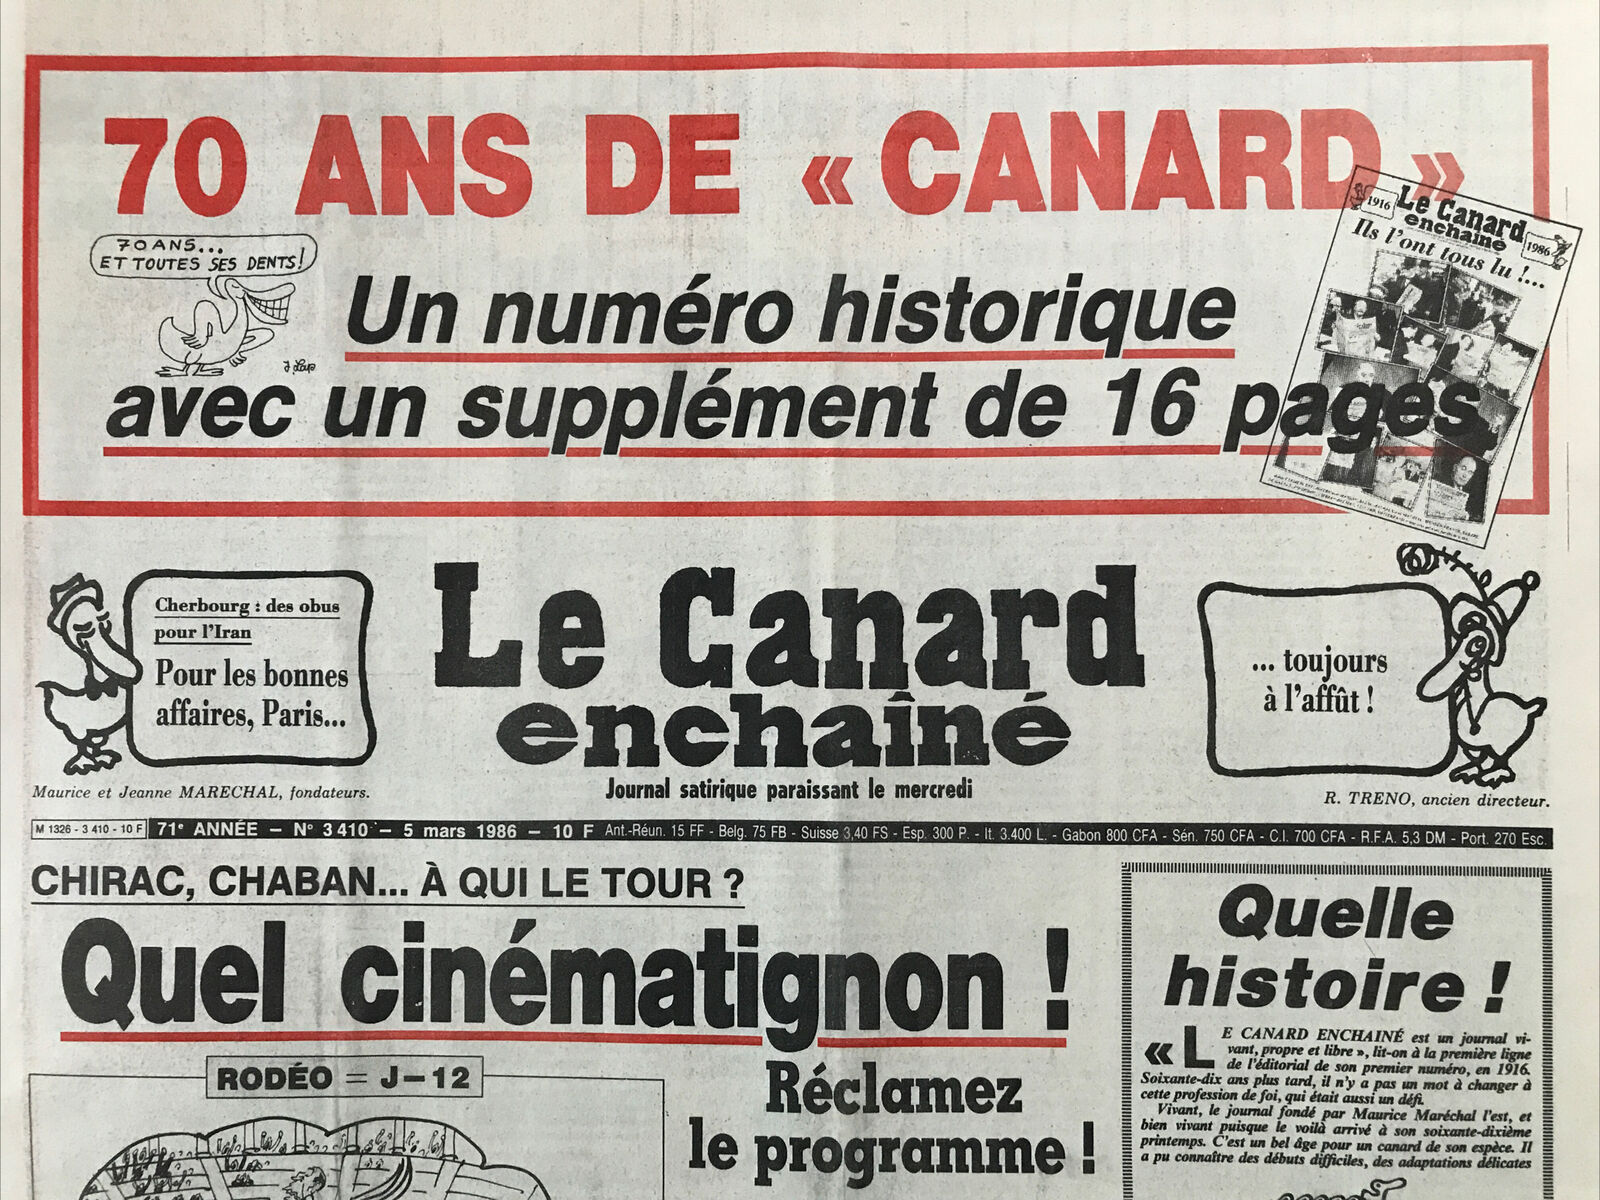 70 ANS DE « CANARD »
70 ANS...
ET TOUTES SES DENTS !
J. Lap
Un numéro historique
avec un supplément de 16 pages
1916
Le Canard
enchaîné
1986
Ils l'ont tous lu !....
Cherbourg : des obus
pour l'Iran
Pour les bonnes
affaires, Paris...
Le Canard
enchaîné
Journal satirique paraissant le mercredi
... toujours
à l'affût !
Maurice et Jeanne MARECHAL, fondateurs.
R. TRENO, ancien directeur.
M 1326 - 3 410 - 10 F 71e ANNÉE – N° 3 410 – 5 mars 1986 – 10 F Ant.-Réun. 15 FF - Belg. 75 FB - Suisse 3,40 FS - Esp. 300 P. - It. 3.400 L. - Gabon 800 CFA - Sén. 750 CFA - C.I. 700 CFA - R.F.A. 5,3 DM - Port. 270 Esc.
CHIRAC, CHABAN... À QUI LE TOUR ?
Quel cinématignon !
RODÉO = J–12
Réclamez
le programme !
Quelle
histoire !
« LE CANARD ENCHAINÉ est un journal vi-
vant, propre et libre », lit-on à la première ligne
de l'éditorial de son premier numéro, en 1916.
Soixante-dix ans plus tard, il n'y a pas un mot à changer à
cette profession de foi, qui était aussi un défi.
Vivant, le journal fondé par Maurice Maréchal l'est, et
bien vivant puisque le voilà arrivé à son soixante-dixième
printemps. C'est un bel âge pour un canard de son espèce. Il
a pu connaître des débuts difficiles, des adaptations délicates